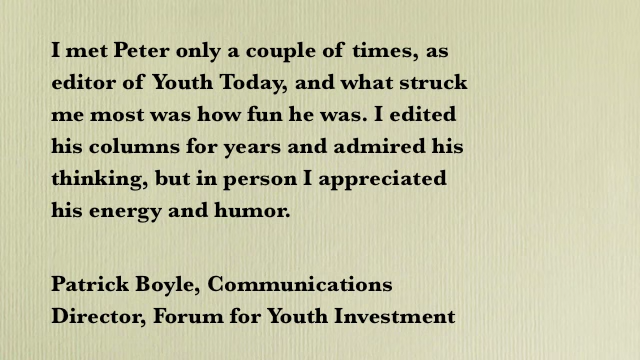 I met Peter only a couple of times, as
editor of Youth Today, and what struck
me most was how fun he was. I edited
his columns for years and admired his
thinking, but in person I appreciated
his energy and humor.
Patrick Boyle, Communications
Director, Forum for Youth Investment